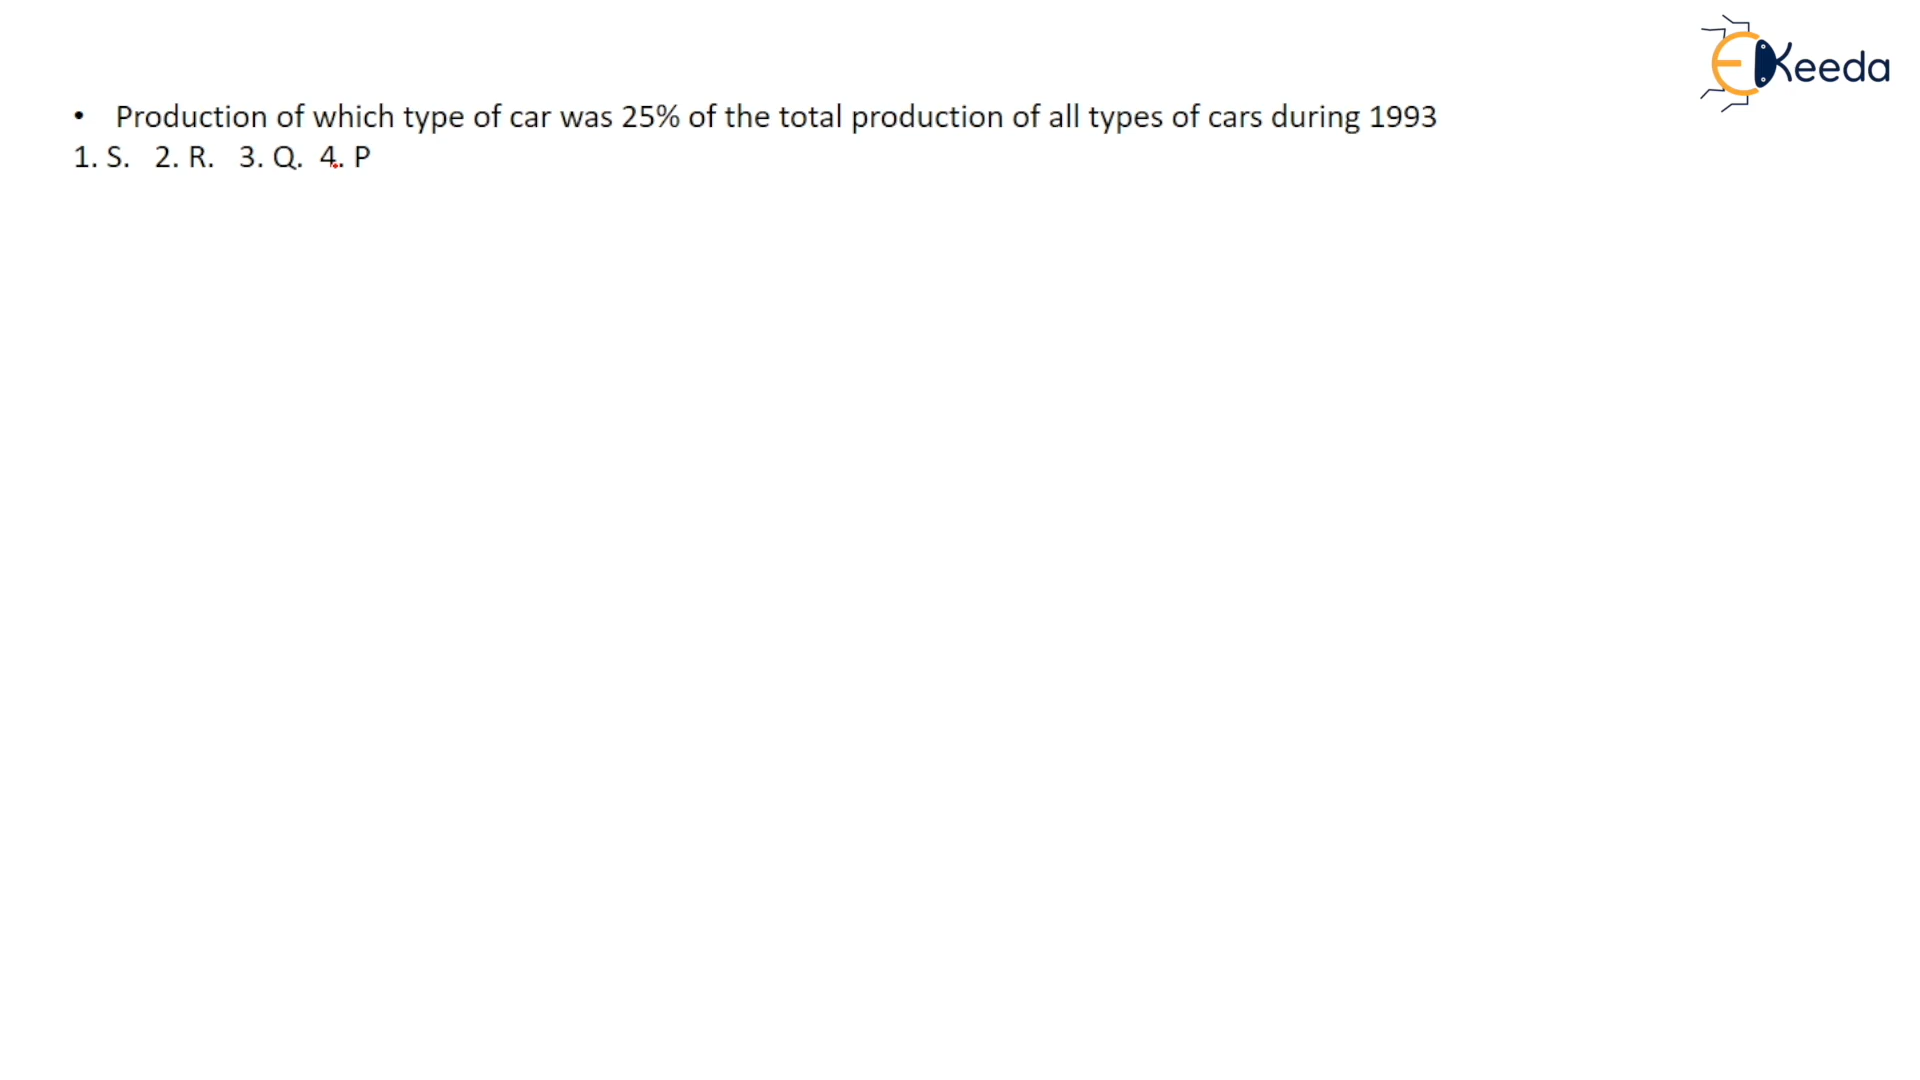 EKeeda
• Production of which type of car was 25% of the total production of all types of cars during 1993
1. S. 2. R. 3. Q. 4. P